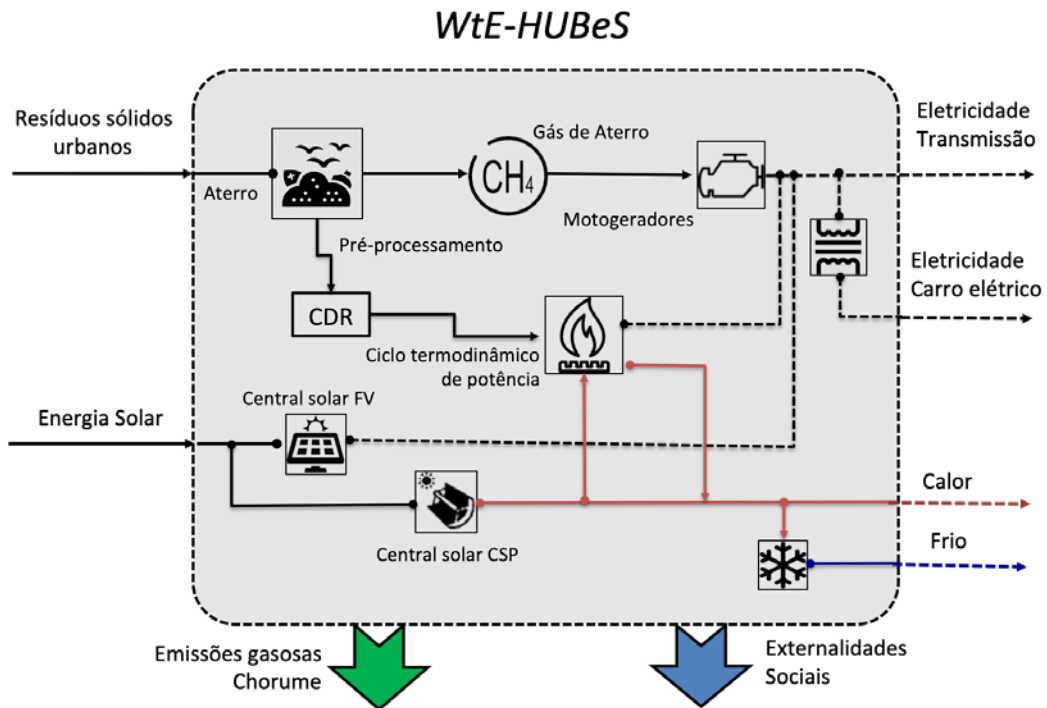 WtE-HUBeS
Resíduos sólidos
urbanos
Aterro
Gás de Aterro
CH4
Motogeradores
Eletricidade
Transmissão
Pré-processamento
CDR
Ciclo termodinâmico
de potência
Eletricidade
Carro elétrico
Energia Solar
Central solar FV
Central solar CSP
Calor
Frio
Emissões gasosas
Chorume
Externalidades
Sociais